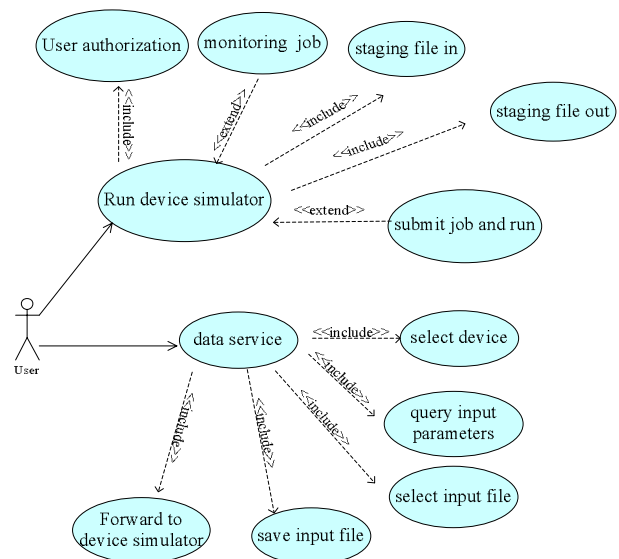 User authorization
monitoring job
staging file in
staging file out
<<include>>
<<extend>>
<<include>>
<<include>>
Run device simulator
<<extend>>
submit job and run
User
data service
<<include>>
select device
<<include>>
query input
parameters
<<include>>
<<include>>
<<include>>
select input file
Forward to
device simulator
save input file